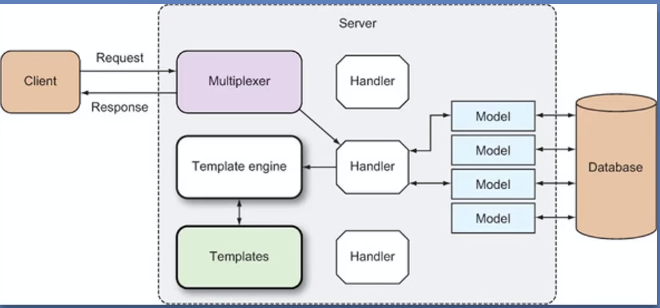 Server
Request
Client
Multiplexer
Handler
Response
Model
Model
Template engine
Handler
Database
Model
Model
Templates
Handler